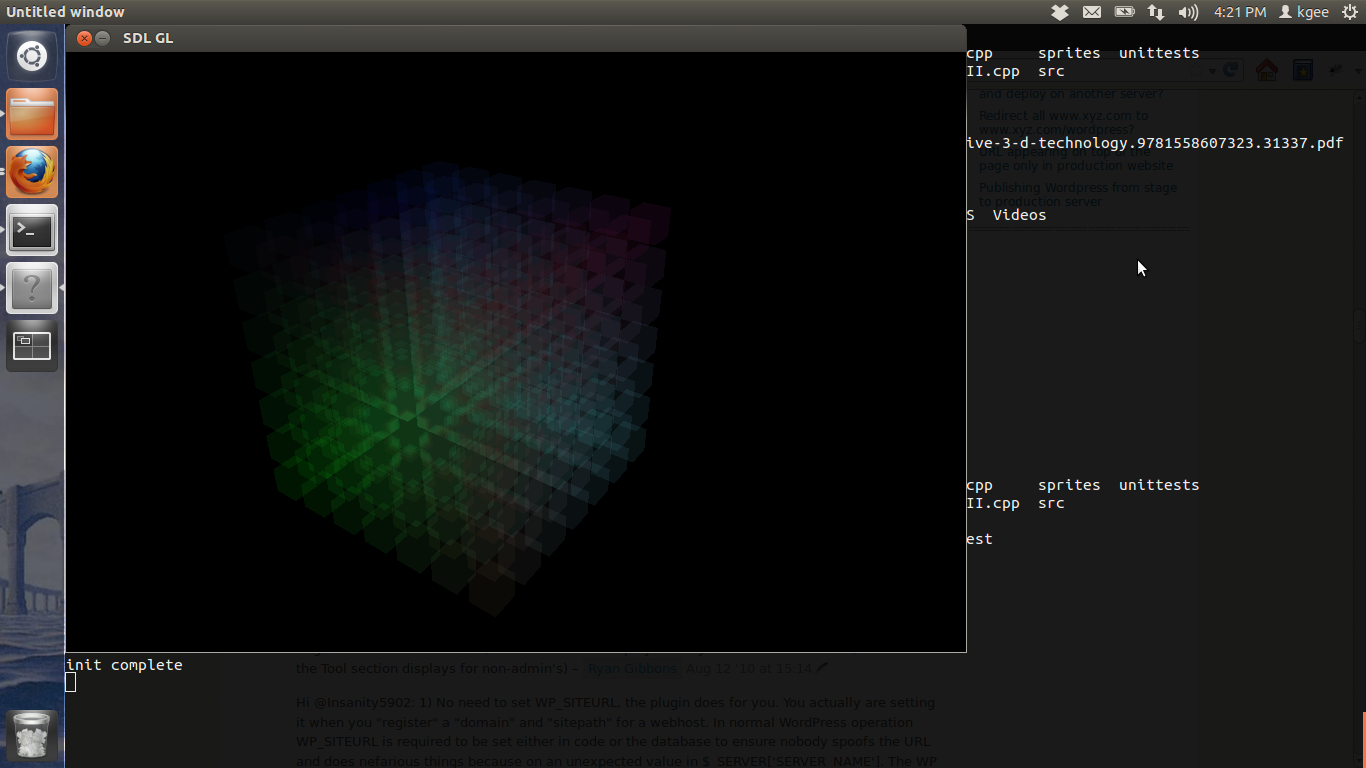 Untitled window
4:21 PM kgee
SDL GL
cpp sprites unittests
II.cpp src
and deploy on another server?
Redirect all www.xyz.com to
www.xyz.com/wordpress?
ive-3-d-technology.9781558607323.31337.pdf
URL appearing on top of the
page only in production website
Publishing Wordpress from stage
to production server
S Videos
cpp sprites unittests
II.cpp src
est
init complete
the Tool section displays for non-admin's) – Ryan Gibbons Aug 12 '10 at 15:14
Hi @Insanity5902: 1) No need to set WP_SITEURL, the plugin does for you. You actually are setting
it when you "register" a "domain" and "sitepath" for a webhost. In normal WordPress operation
WP_SITEURL is required to be set either in code or the database to ensure nobody spoofs the URL
and does nefarious things because on an unexpected value in $_SERVER['SERVER_NAME']. The WP